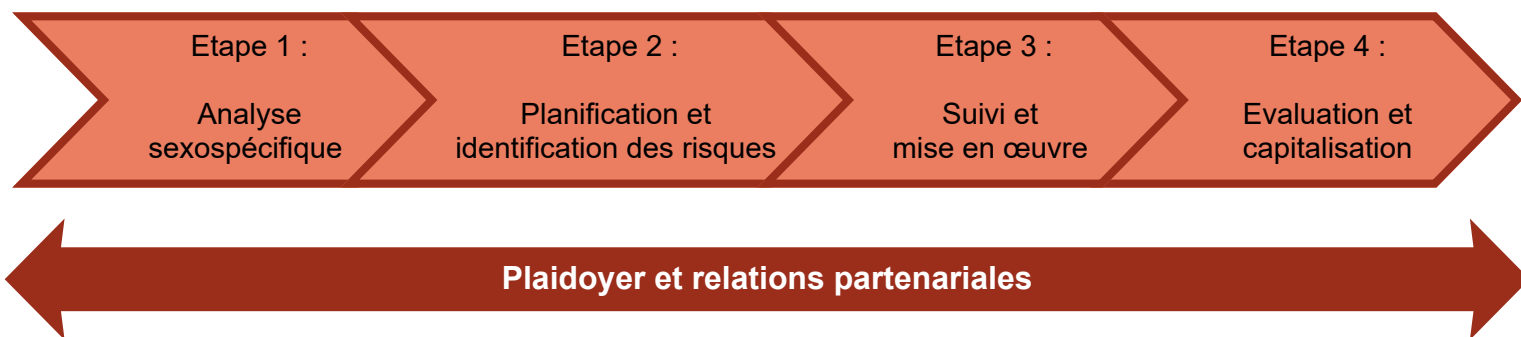 Etape 1 :
Analyse
sexospécifique
Etape 2 :
Planification et
identification des risques
Etape 3 :
Suivi et
mise en œuvre
Etape 4 :
Evaluation et
capitalisation
Plaidoyer et relations partenariales